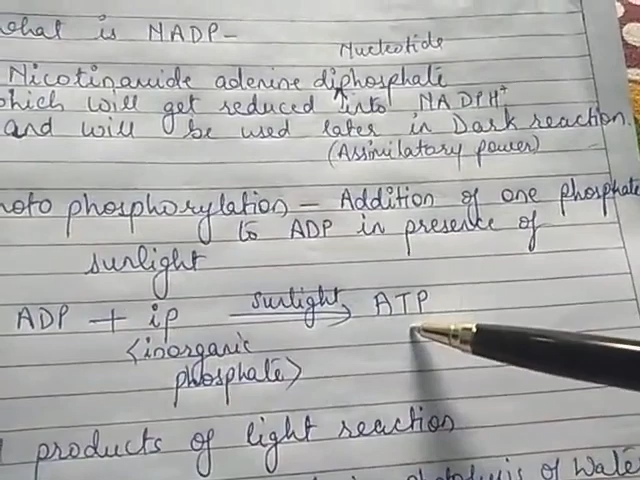 what is NADP-
Nucleotide
Nicotinamide adenine diphosphate
which will get reduced into NADPH⁺
and will be used later in Dark reaction.
(Assimilatory power)
hoto phosphorylation - Addition of one phosphate
to ADP in presence of
sunlight
ADP + ip sunlight ATP
<inorganic
phosphate>
products of light reaction
of Wate